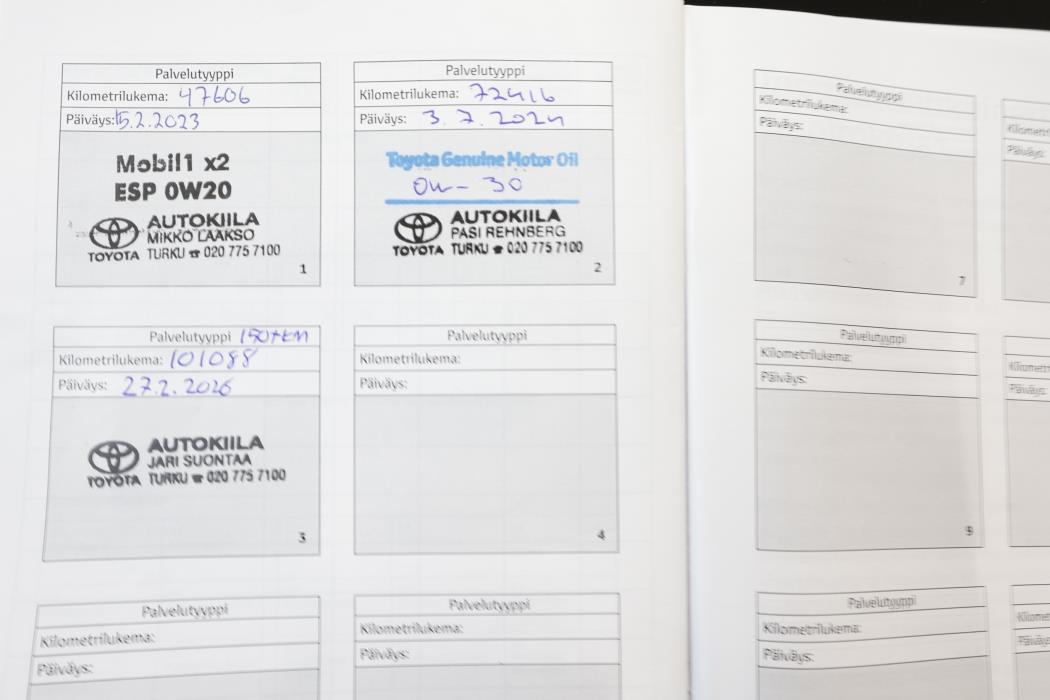 Palvelutyyppi
Kilometrilukema: 47606
Päiväys: 15.2.2023
Mobil1 x2
ESP 0W20
AUTOKIILA
MIKKO LAAKSO
TOYOTA TURKU ☎ 020 775 7100
1
Palvelutyyppi
Kilometrilukema: 72416
Päiväys: 3.7.2024
Toyota Genuine Motor Oil
0W-30
AUTOKIILA
PASI REHNBERG
TOYOTA TURKU ☎ 020 775 7100
2
Palvelutyyppi
Kilometrilukema: 101088
Päiväys: 27.2.2026
AUTOKIILA
JARI SUONTAA
TOYOTA TURKU ☎ 020 775 7100
3
Palvelutyyppi
Kilometrilukema:
Päiväys:
4
Palvelutyyppi
Kilometrilukema:
Päiväys:
Palvelutyyppi
Kilometrilukema:
Päiväys:
Palvelutyyppi
Kilometrilukema:
Päiväys:
7
Palvelutyyppi
Kilometrilukema:
Päiväys:
9
Palvelutyyppi
Kilometrilukema:
Päiväys: